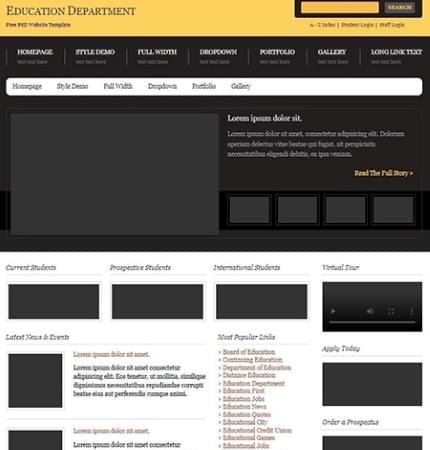 EDUCATION DEPARTMENT
Free PSD Website Template
SEARCH
A - Z Index | Student Login | Staff Login
HOMEPAGE
text text here
STYLE DEMO
text text here
FULL WIDTH
text text here
DROPDOWN
text text here
PORTFOLIO
text text here
GALLERY
text text here
LONG LINK TEXT
text text here
Homepage Style Demo Full Width Dropdown Portfolio Gallery
Lorem ipsum dolor sit.
Lorem ipsum dolor sit amet, consectetur adipisicing elit. Dolorum
aperiam delectus vitae beatae qui fugiat, sit perspiciatis
necessitatibus eligendi debitis, ea ipsa veniam.
Read The Full Story »
Current Students
Prospective Students
International Students
Virtual Tour
Latest News & Events
Lorem ipsum dolor sit amet.
Lorem ipsum dolor sit amet, consectetur
adipisicing elit. Eos tenetur, ut mollitia, similique
dignissimos necessitatibus repudiandae corrupti
beatae eius aut perferendis cumque animi.
Lorem ipsum dolor sit amet.
Lorem ipsum dolor sit amet, consectetur
Most Popular Links
» Board of Education
» Continuing Education
» Department of Education
» Distance Education
» Education Department
» Education First
» Education Jobs
» Education News
» Education Quotes
» Educational City
» Educational Credit Union
» Educational Games
» Educational Jobs
Apply Today
Order a Prospectus